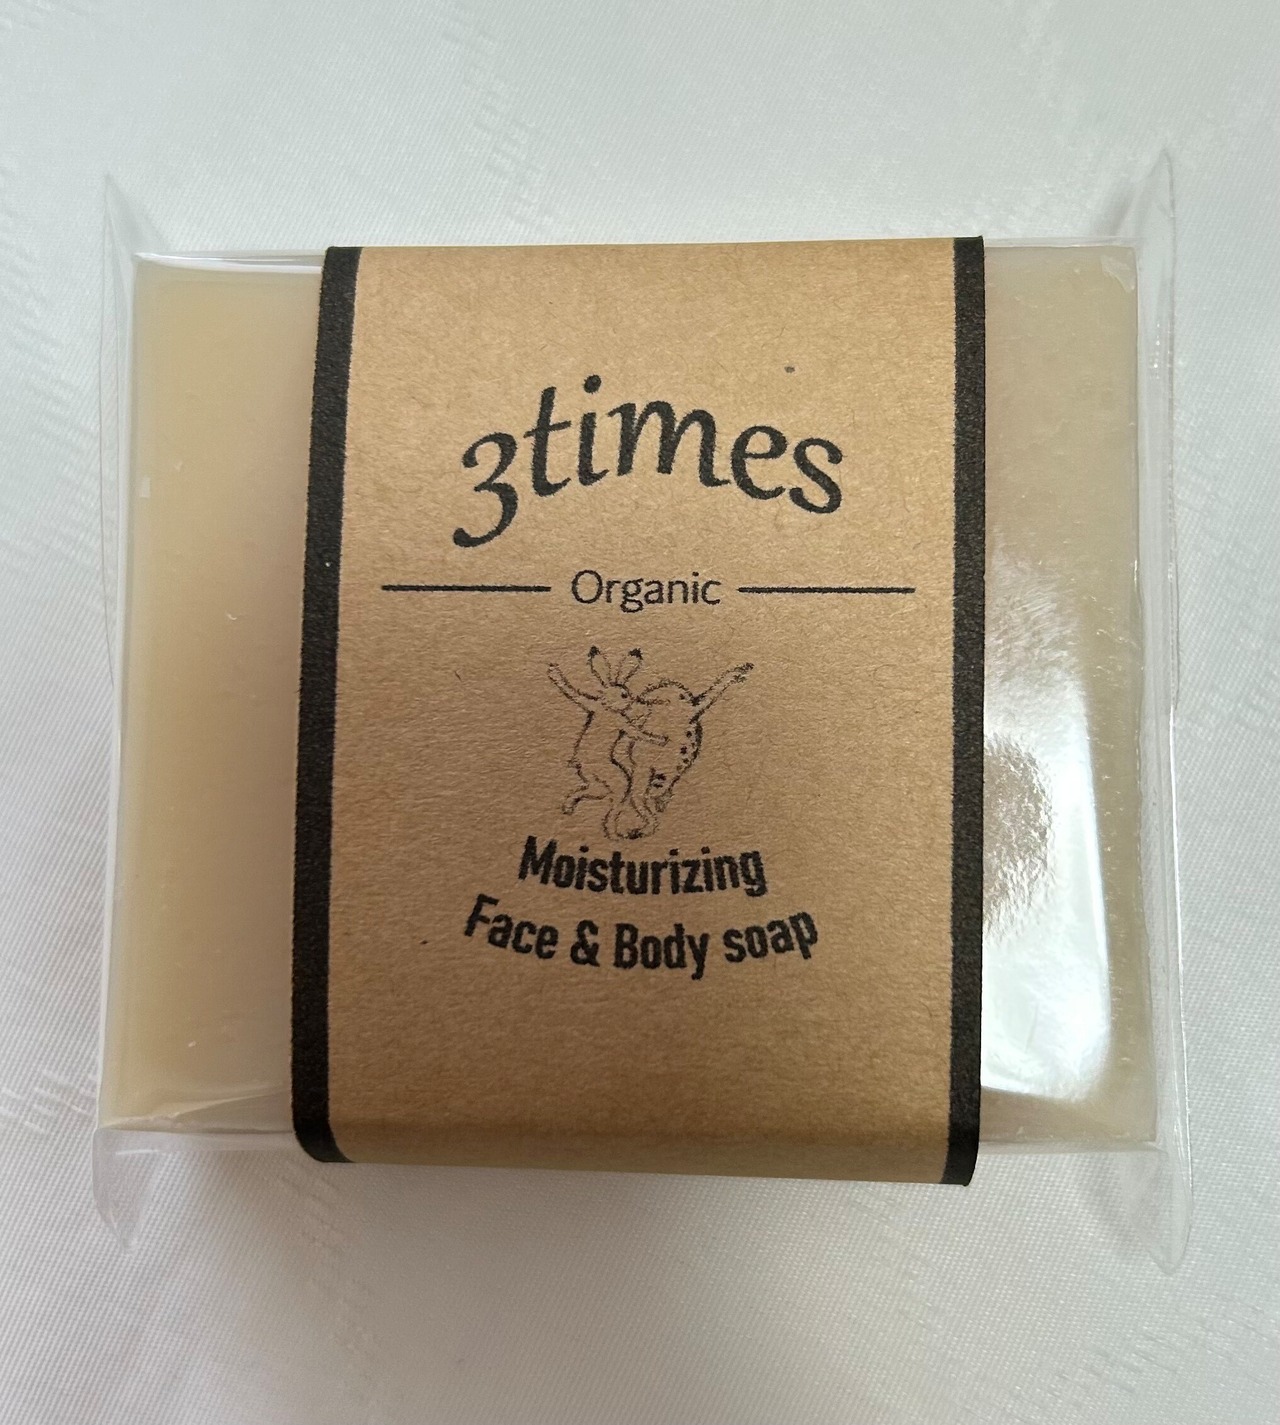 3times
Organic
Moisturizing
Face & Body soap